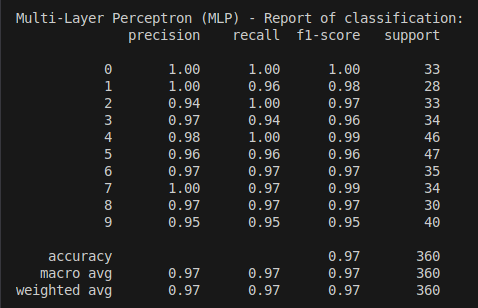 Multi-Layer Perceptron (MLP) - Report of classification:
precision recall f1-score support
0 1.00 1.00 1.00 33
1 1.00 0.96 0.98 28
2 0.94 1.00 0.97 33
3 0.97 0.94 0.96 34
4 0.98 1.00 0.99 46
5 0.96 0.96 0.96 47
6 0.97 0.97 0.97 35
7 1.00 0.97 0.99 34
8 0.97 0.97 0.97 30
9 0.95 0.95 0.95 40
accuracy 0.97 360
macro avg 0.97 0.97 0.97 360
weighted avg 0.97 0.97 0.97 360